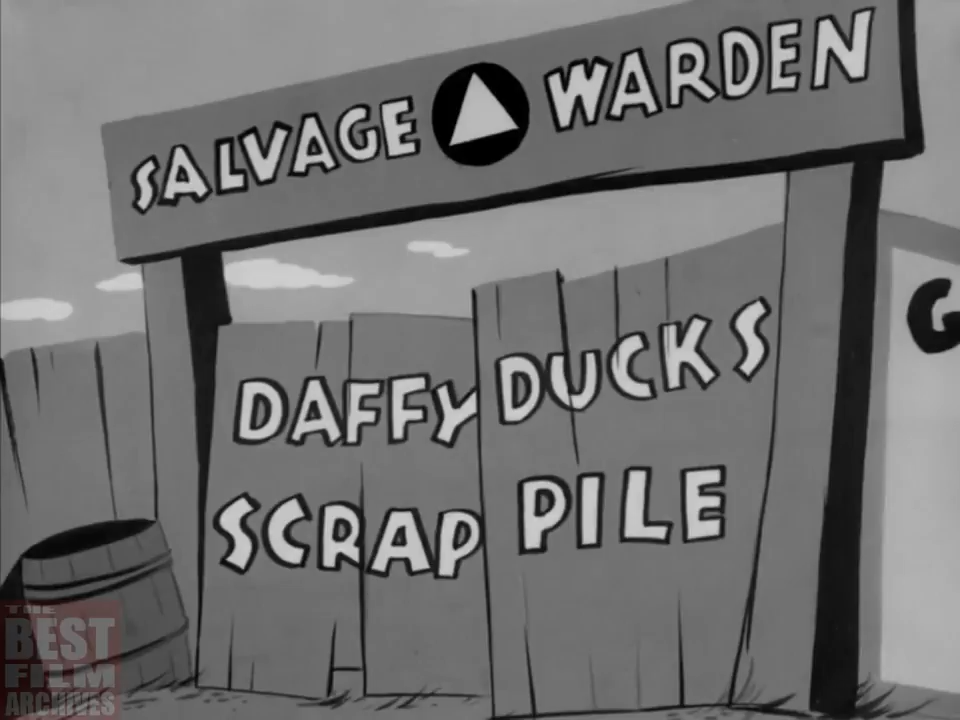 SALVAGE WARDEN
DAFFY DUCKS
SCRAP PILE
G
THE
BEST
FILM
ARCHIVES